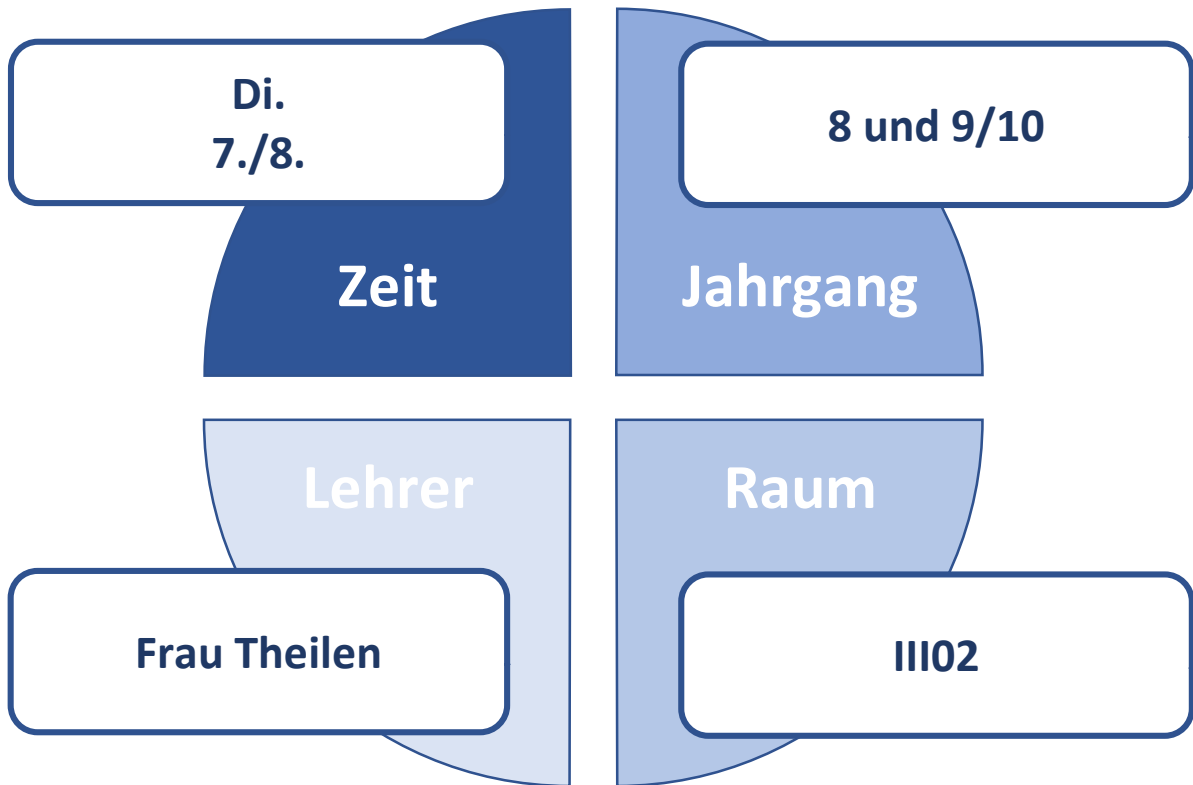 Di.
7./8.
Zeit
8 und 9/10
Jahrgang
Lehrer
Frau Theilen
Raum
III02